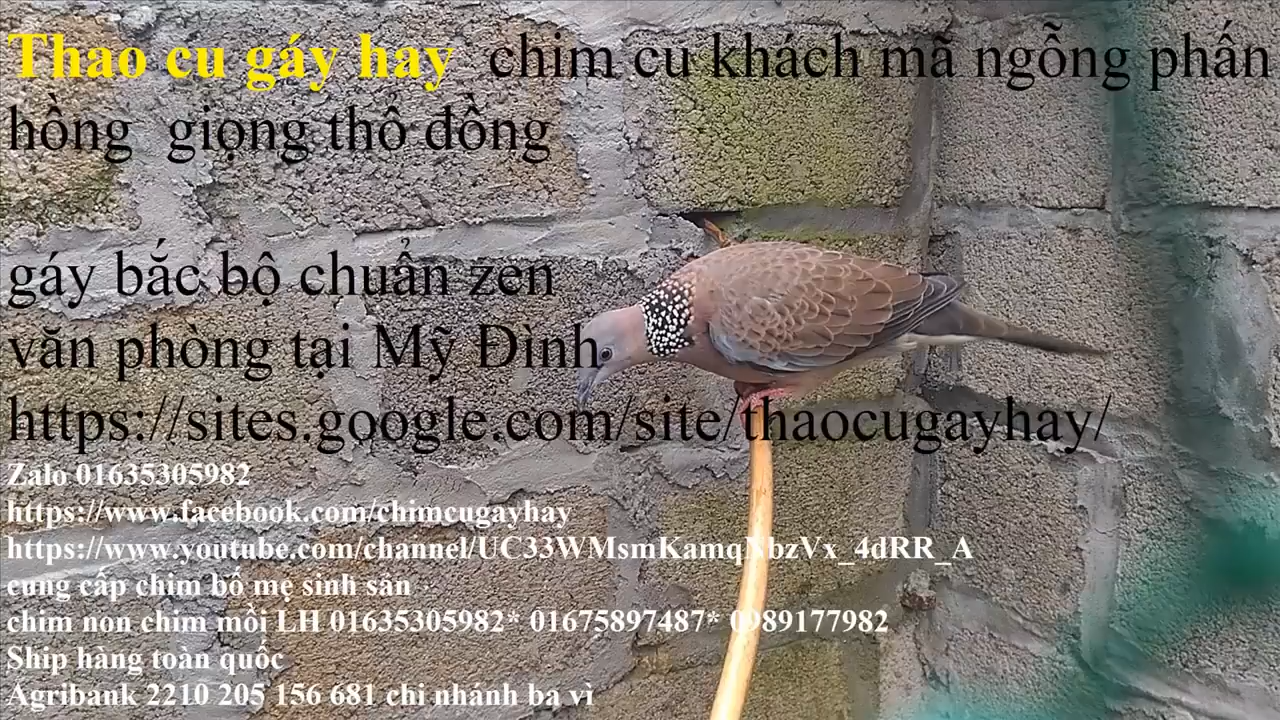 Thao cu gáy hay chim cu khách mã ngỗng phấn
hồng giọng thổ đồng
gáy bắc bộ chuẩn zen
văn phòng tại Mỹ Đình
https://sites.google.com/site/thaocugayhay/
Zalo 01635305982
https://www.facebook.com/chimcugayhay
https://www.youtube.com/channel/UC33WMsmKamqNbzVx_4dRR_A
cung cấp chim bố mẹ sinh sản
chim non chim mồi LH 01635305982* 01675897487* 0989177982
Ship hàng toàn quốc
Agribank 2210 205 156 681 chi nhánh ba vì